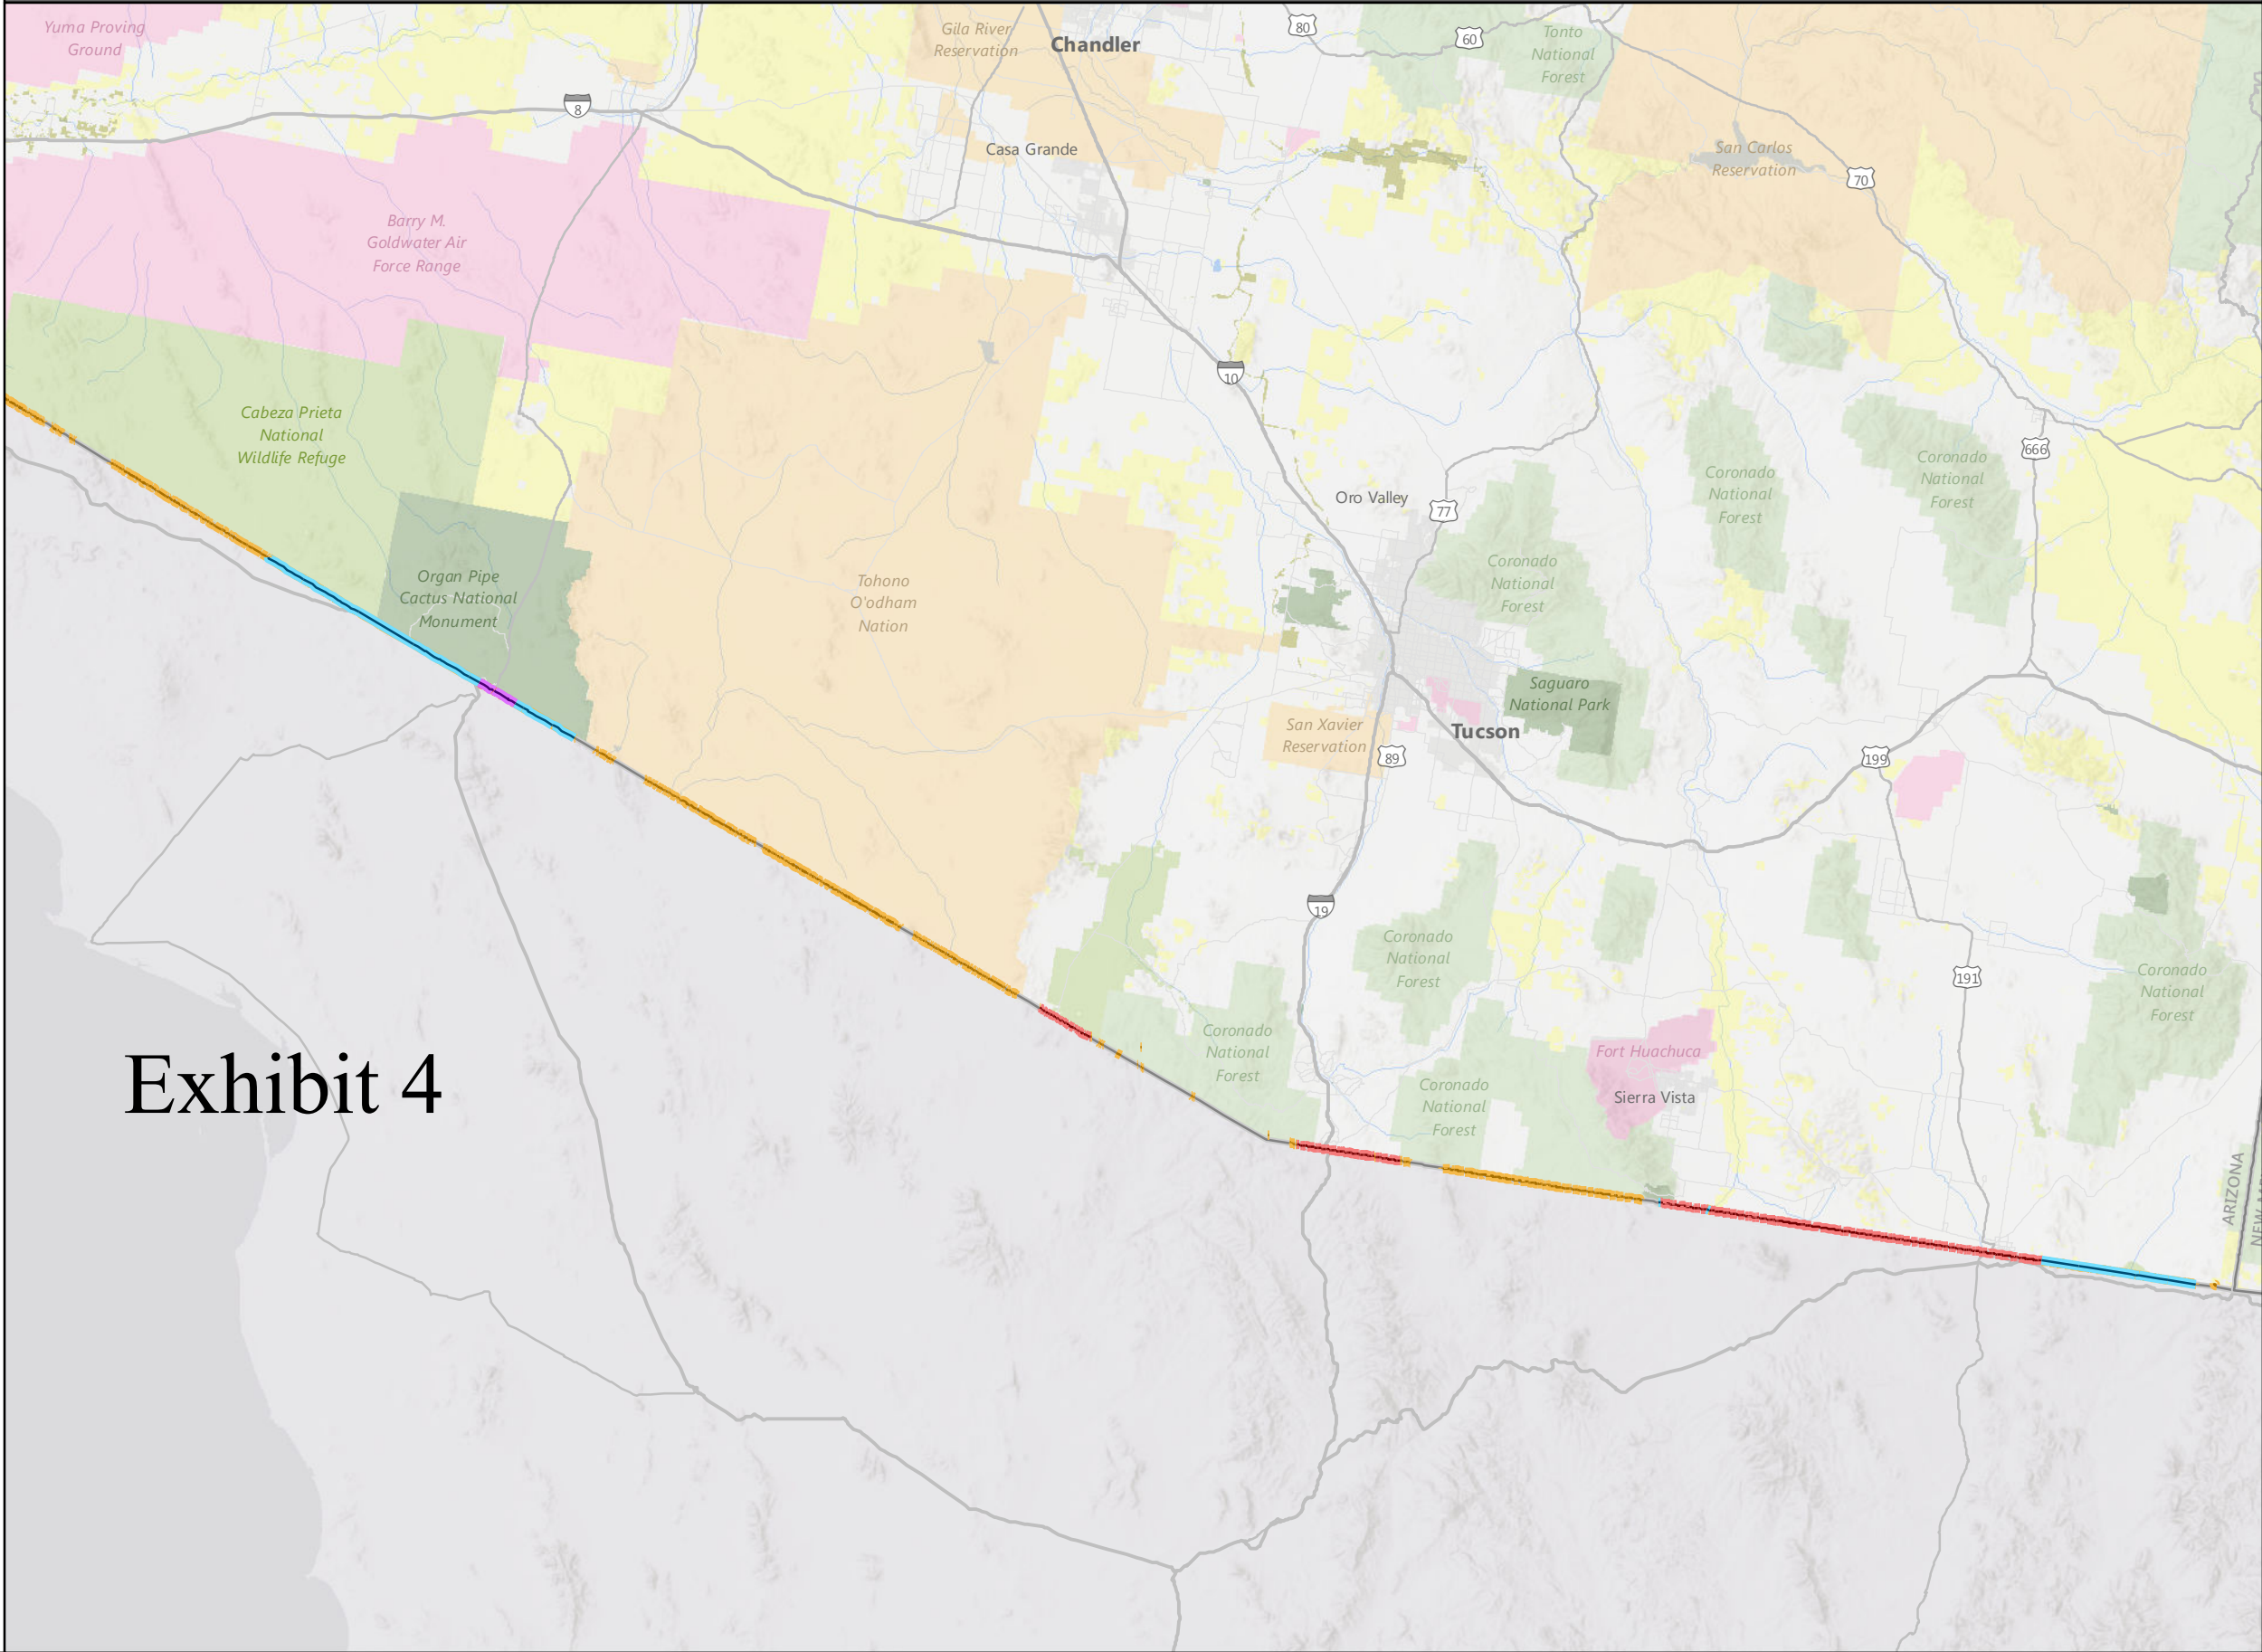 Yuma Proving
Ground
Gila River
Reservation
Chandler
80
60
Tonto
National
Forest
8
Casa Grande
San Carlos
Reservation
70
Barry M.
Goldwater Air
Force Range
10
Cabeza Prieta
National
Wildlife Refuge
Oro Valley
77
Coronado
National
Forest
Coronado
National
Forest
666
Organ Pipe
Cactus National
Monument
Tohono
O'odham
Nation
Coronado
National
Forest
Saguaro
National Park
San Xavier
Reservation
Tucson
89
199
19
Coronado
National
Forest
191
Coronado
National
Forest
Exhibit 4
Coronado
National
Forest
Fort Huachuca
Coronado
National
Forest
Sierra Vista
ARIZONA